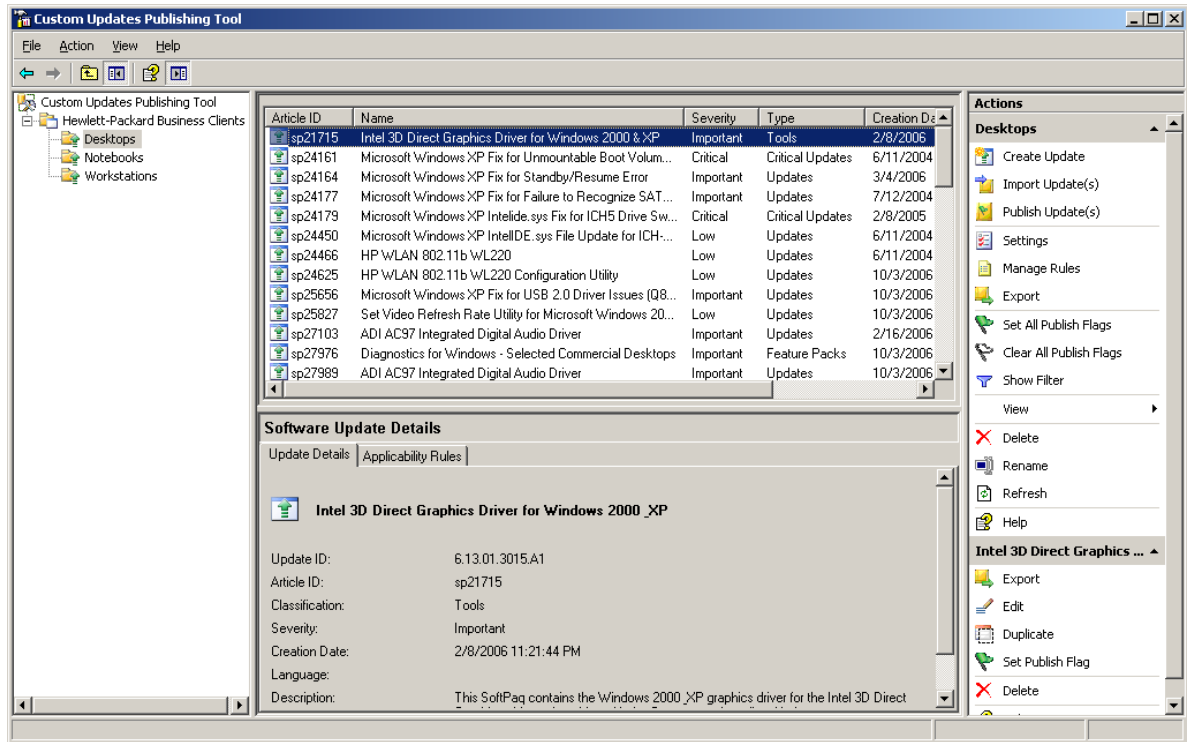 Custom Updates Publishing Tool
File Action View Help
Custom Updates Publishing Tool
Hewlett-Packard Business Clients
Desktops
Notebooks
Workstations
Article ID Name Severity Type Creation Da
sp21715 Intel 3D Direct Graphics Driver for Windows 2000 & XP Important Tools 2/8/2006
sp24161 Microsoft Windows XP Fix for Unmountable Boot Volum... Critical Critical Updates 6/11/2004
sp24164 Microsoft Windows XP Fix for Standby/Resume Error Important Updates 3/4/2006
sp24177 Microsoft Windows XP Fix for Failure to Recognize SAT... Important Updates 7/12/2004
sp24179 Microsoft Windows XP Intelide.sys Fix for ICH5 Drive Sw... Critical Critical Updates 2/8/2005
sp24450 Microsoft Windows XP IntelIDE.sys File Update for ICH-... Low Updates 6/11/2004
sp24466 HP WLAN 802.11b WL220 Low Updates 6/11/2004
sp24625 HP WLAN 802.11b WL220 Configuration Utility Low Updates 10/3/2006
sp25656 Microsoft Windows XP Fix for USB 2.0 Driver Issues (Q8... Important Updates 10/3/2006
sp25827 Set Video Refresh Rate Utility for Microsoft Windows 20... Low Updates 10/3/2006
sp27103 ADI AC97 Integrated Digital Audio Driver Important Updates 2/16/2006
sp27976 Diagnostics for Windows - Selected Commercial Desktops Important Feature Packs 10/3/2006
sp27989 ADI AC97 Integrated Digital Audio Driver Important Updates 10/3/2006
Software Update Details
Update Details Applicability Rules
Intel 3D Direct Graphics Driver for Windows 2000 _XP
Update ID: 6.13.01.3015.A1
Article ID: sp21715
Classification: Tools
Severity: Important
Creation Date: 2/8/2006 11:21:44 PM
Language:
Description: This SoftPaq contains the Windows 2000 _XP graphics driver for the Intel 3D Direct
Actions
Desktops
Create Update
Import Update(s)
Publish Update(s)
Settings
Manage Rules
Export
Set All Publish Flags
Clear All Publish Flags
Show Filter
View
Delete
Rename
Refresh
Help
Intel 3D Direct Graphics ...
Export
Edit
Duplicate
Set Publish Flag
Delete